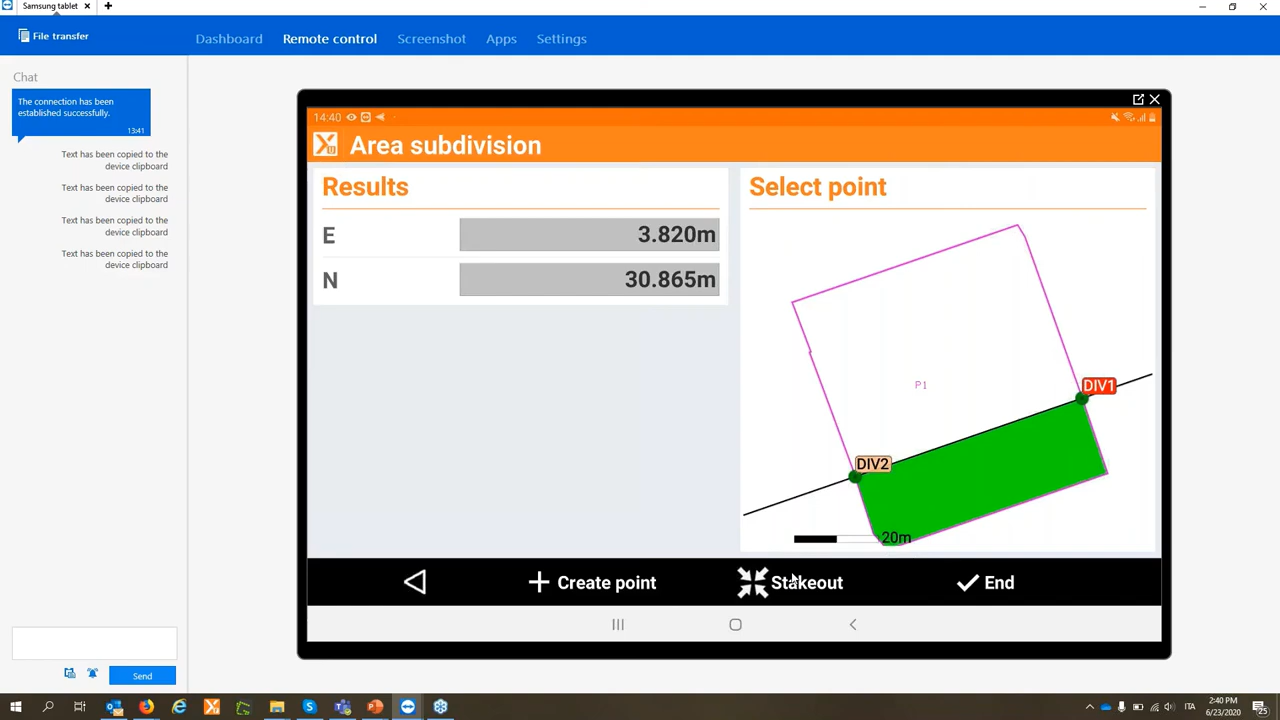 Samsung tablet
File transfer
Dashboard
Remote control
Screenshot
Apps
Settings
Chat
The connection has been
established successfully.
13:41
Text has been copied to the
device clipboard
Text has been copied to the
device clipboard
Text has been copied to the
device clipboard
Text has been copied to the
device clipboard
Send
14:40
Area subdivision
Results
E 3.820m
N 30.865m
Select point
P1
DIV1
DIV2
20m
Create point
Stakeout
End
ITA
2:40 PM
6/23/2020
25